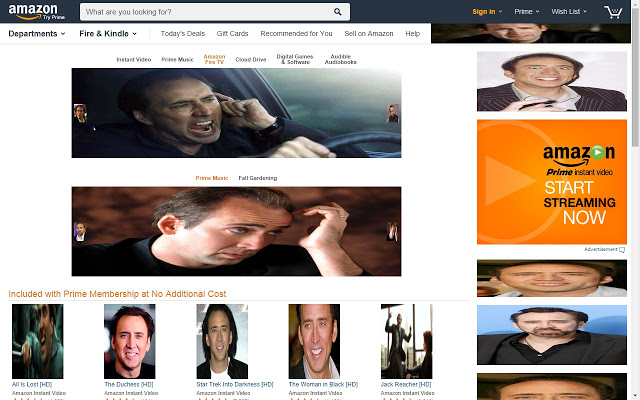 amazon
Try Prime
What are you looking for?
Sign in
Prime
Wish List
Departments
Fire & Kindle
Today's Deals
Gift Cards
Recommended for You
Sell on Amazon
Help
Instant Video
Prime Music
Amazon
Fire TV
Cloud Drive
Digital Games
& Software
Audible
Audiobooks
amazon
Prime instant video
START
STREAMING
NOW
Advertisement
Prime Music
Fall Gardening
Included with Prime Membership at No Additional Cost
All Is Lost [HD]
Amazon Instant Video
The Duchess [HD]
Amazon Instant Video
Star Trek Into Darkness [HD]
Amazon Instant Video
The Woman in Black [HD]
Amazon Instant Video
Jack Reacher [HD]
Amazon Instant Video